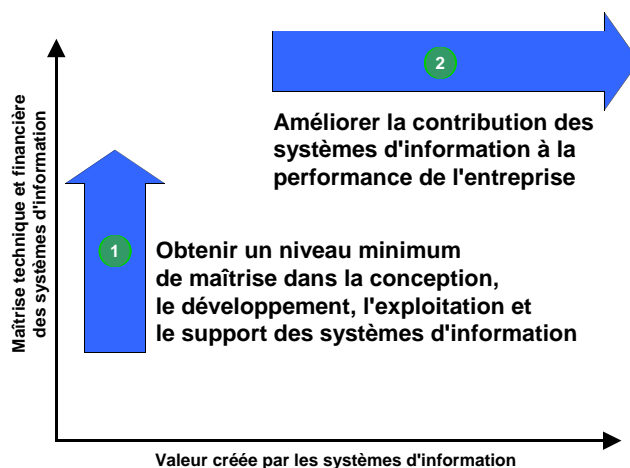 2
Améliorer la contribution des
systèmes d'information à la
performance de l'entreprise
Maîtrise technique et financière
des systèmes d'information
1
Obtenir un niveau minimum
de maîtrise dans la conception,
le développement, l'exploitation et
le support des systèmes d'information
Valeur créée par les systèmes d'information